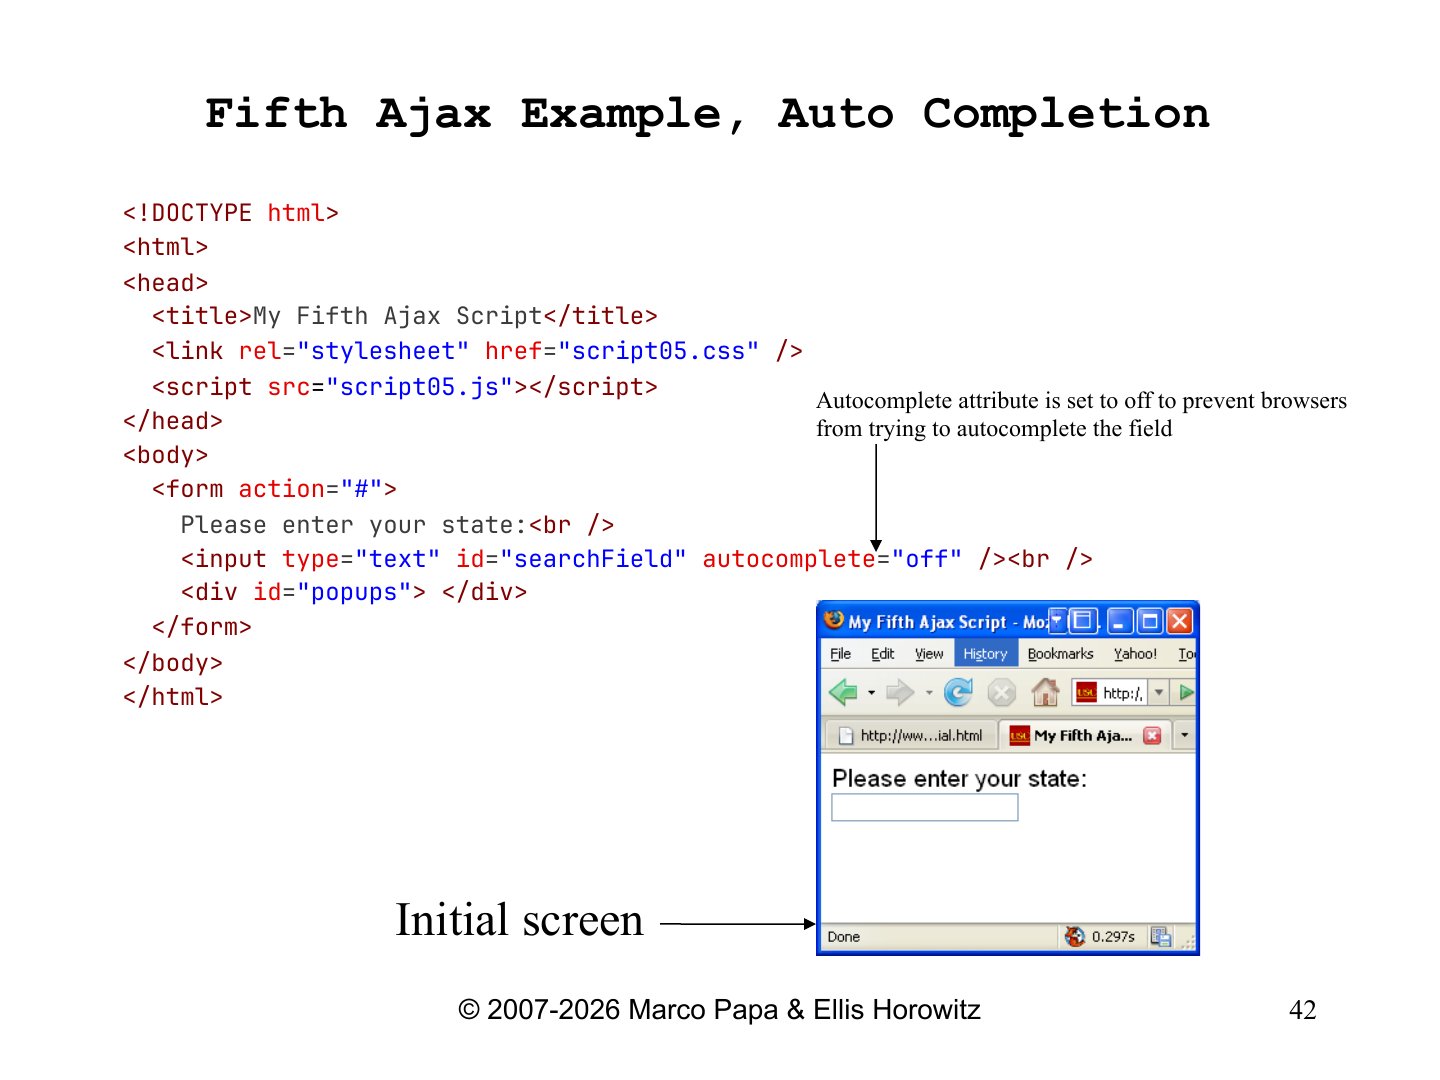 Fifth Ajax Example, Auto Completion
<!DOCTYPE html>
<html>
<head>
  <title>My Fifth Ajax Script</title>
  <link rel="stylesheet" href="script05.css" />
  <script src="script05.js"></script>
</head>
<body>
  <form action="#">
    Please enter your state:<br />
    <input type="text" id="searchField" autocomplete="off" /><br />
    <div id="popups"> </div>
  </form>
</body>
</html>
Autocomplete attribute is set to off to prevent browsers
from trying to autocomplete the field
My Fifth Ajax Script - Moz
File Edit View History Bookmarks Yahoo! Too
USC http:/
http://ww...ial.html USC My Fifth Aja...
Please enter your state:
Done 0.297s
Initial screen
© 2007-2026 Marco Papa & Ellis Horowitz
42